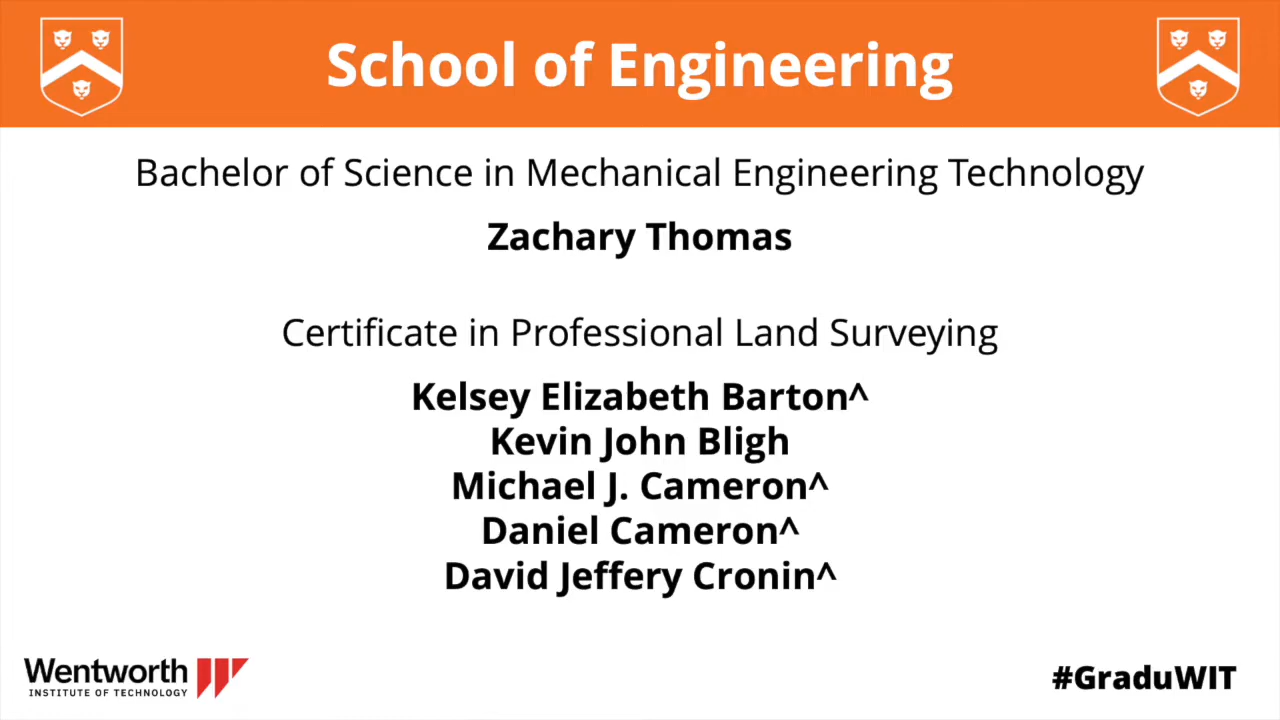 School of Engineering
Bachelor of Science in Mechanical Engineering Technology
Zachary Thomas
Certificate in Professional Land Surveying
Kelsey Elizabeth Barton^
Kevin John Bligh
Michael J. Cameron^
Daniel Cameron^
David Jeffery Cronin^
Wentworth
INSTITUTE OF TECHNOLOGY
#GraduWIT